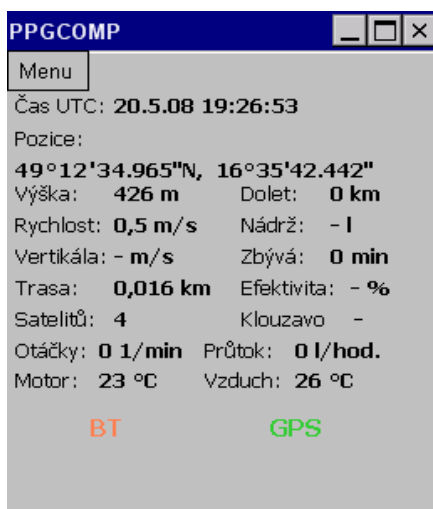 PPGCOMP
Menu
Čas UTC: 20.5.08 19:26:53
Pozice:
49°12'34.965"N, 16°35'42.442"
Výška: 426 m Dolet: 0 km
Rychlost: 0,5 m/s Nádrž: - l
Vertikála: - m/s Zbývá: 0 min
Trasa: 0,016 km Efektivita: - %
Satelitů: 4 Klouzavo -
Otáčky: 0 1/min Průtok: 0 l/hod.
Motor: 23 °C Vzduch: 26 °C
BT GPS